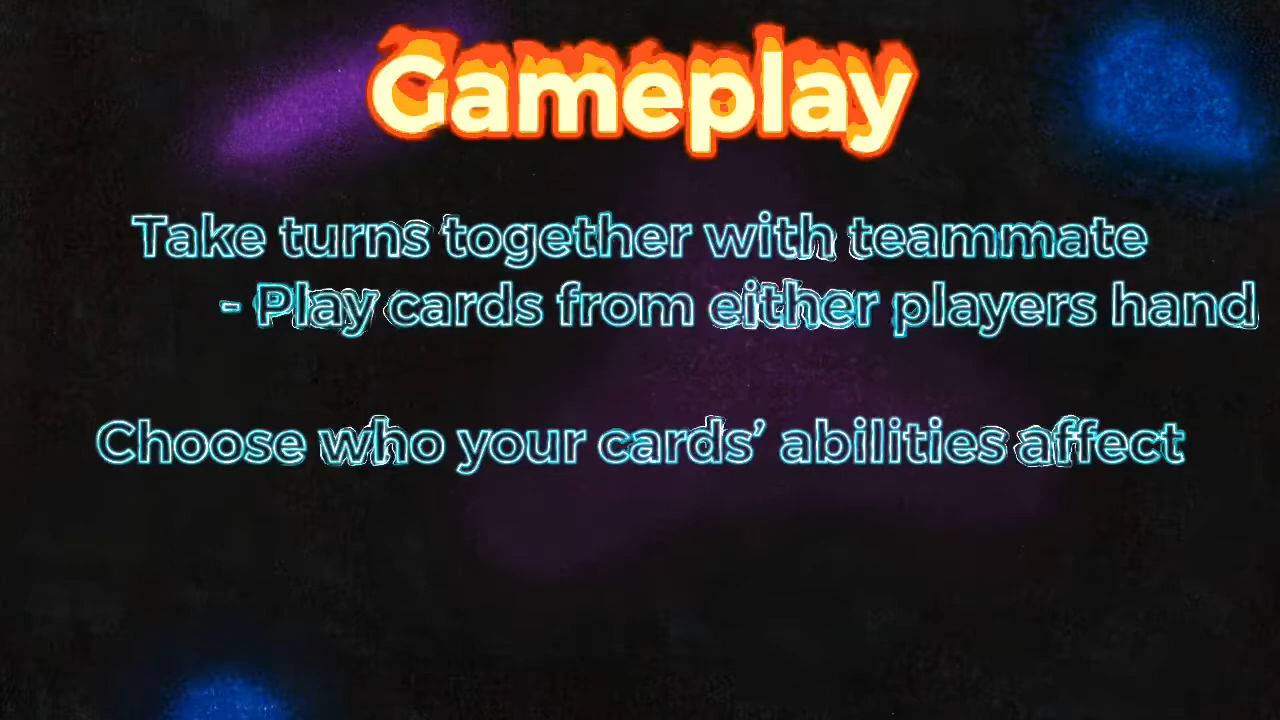 Gameplay
Take turns together with teammate
- Play cards from either players hand
Choose who your cards’ abilities affect